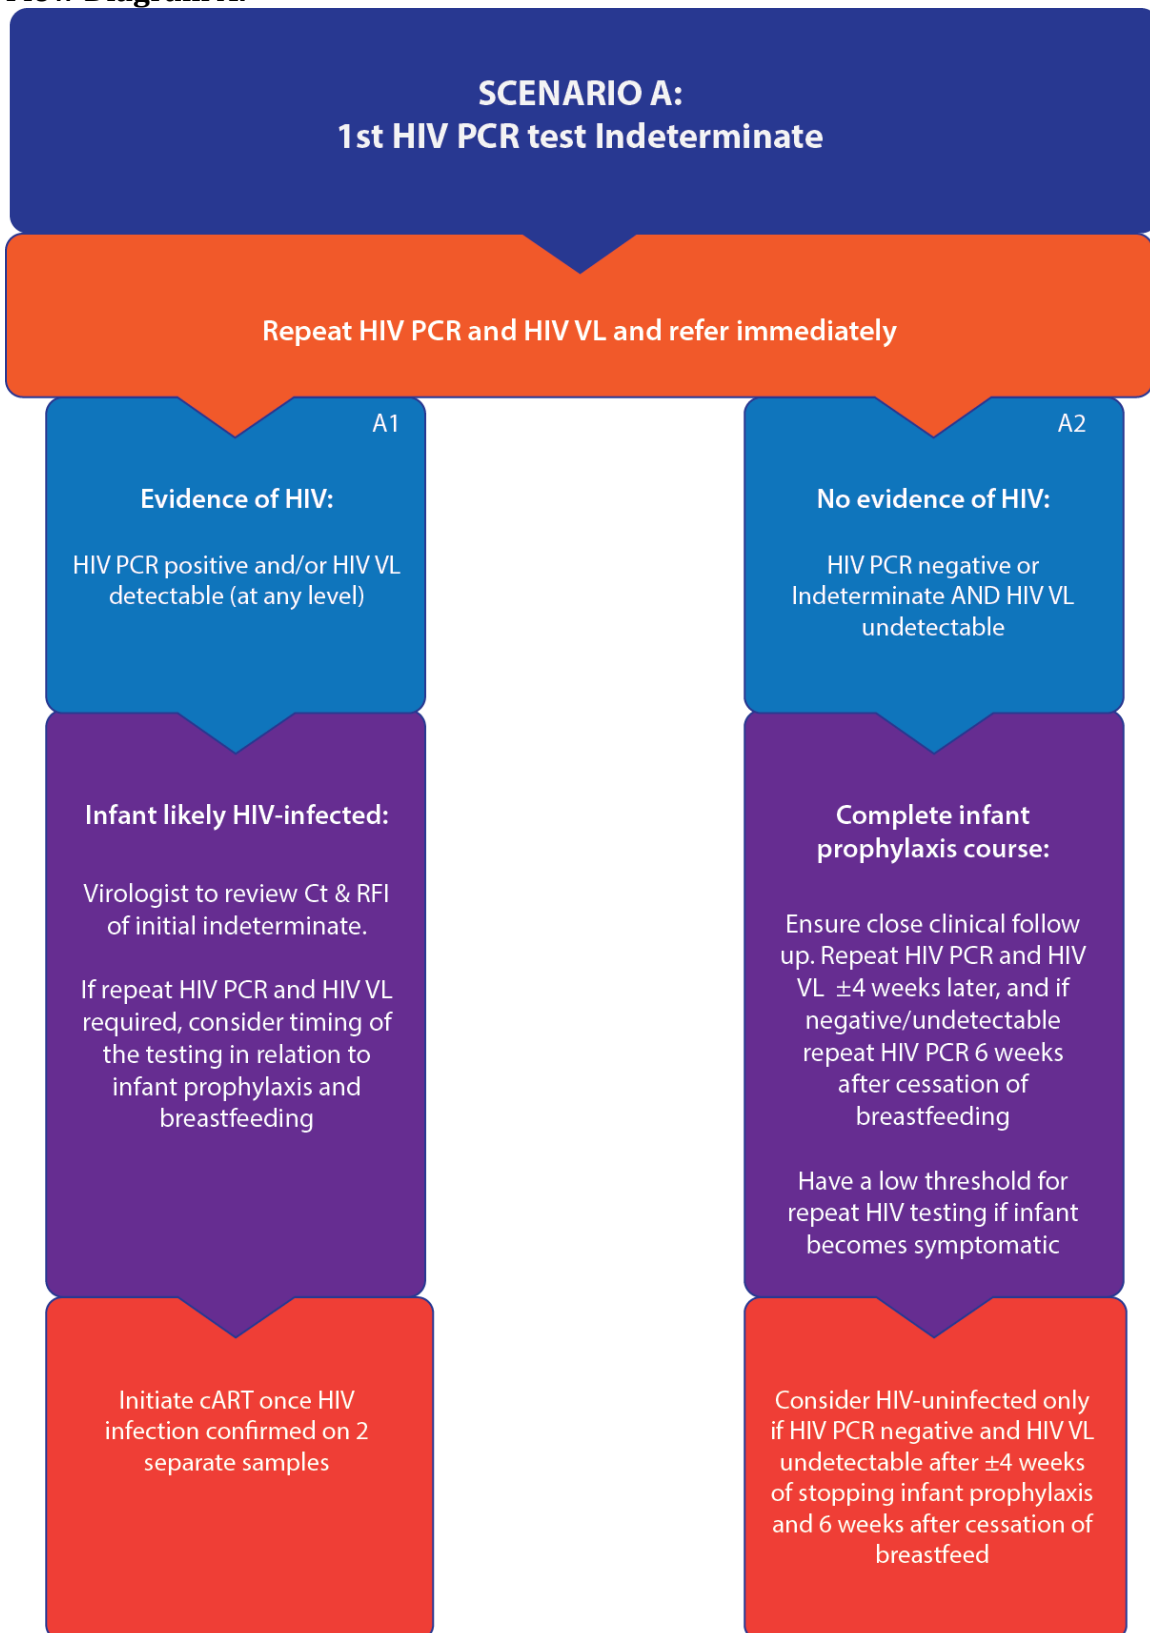 SCENARIO A:
1st HIV PCR test Indeterminate
Repeat HIV PCR and HIV VL and refer immediately
A1
Evidence of HIV:
HIV PCR positive and/or HIV VL
detectable (at any level)
Infant likely HIV-infected:
Virologist to review Ct & RFI
of initial indeterminate.
If repeat HIV PCR and HIV VL
required, consider timing of
the testing in relation to
infant prophylaxis and
breastfeeding
Initiate cART once HIV
infection confirmed on 2
separate samples
A2
No evidence of HIV:
HIV PCR negative or
Indeterminate AND HIV VL
undetectable
Complete infant
prophylaxis course:
Ensure close clinical follow
up. Repeat HIV PCR and HIV
VL ±4 weeks later, and if
negative/undetectable
repeat HIV PCR 6 weeks
after cessation of
breastfeeding
Have a low threshold for
repeat HIV testing if infant
becomes symptomatic
Consider HIV-uninfected only
if HIV PCR negative and HIV VL
undetectable after ±4 weeks
of stopping infant prophylaxis
and 6 weeks after cessation of
breastfeed